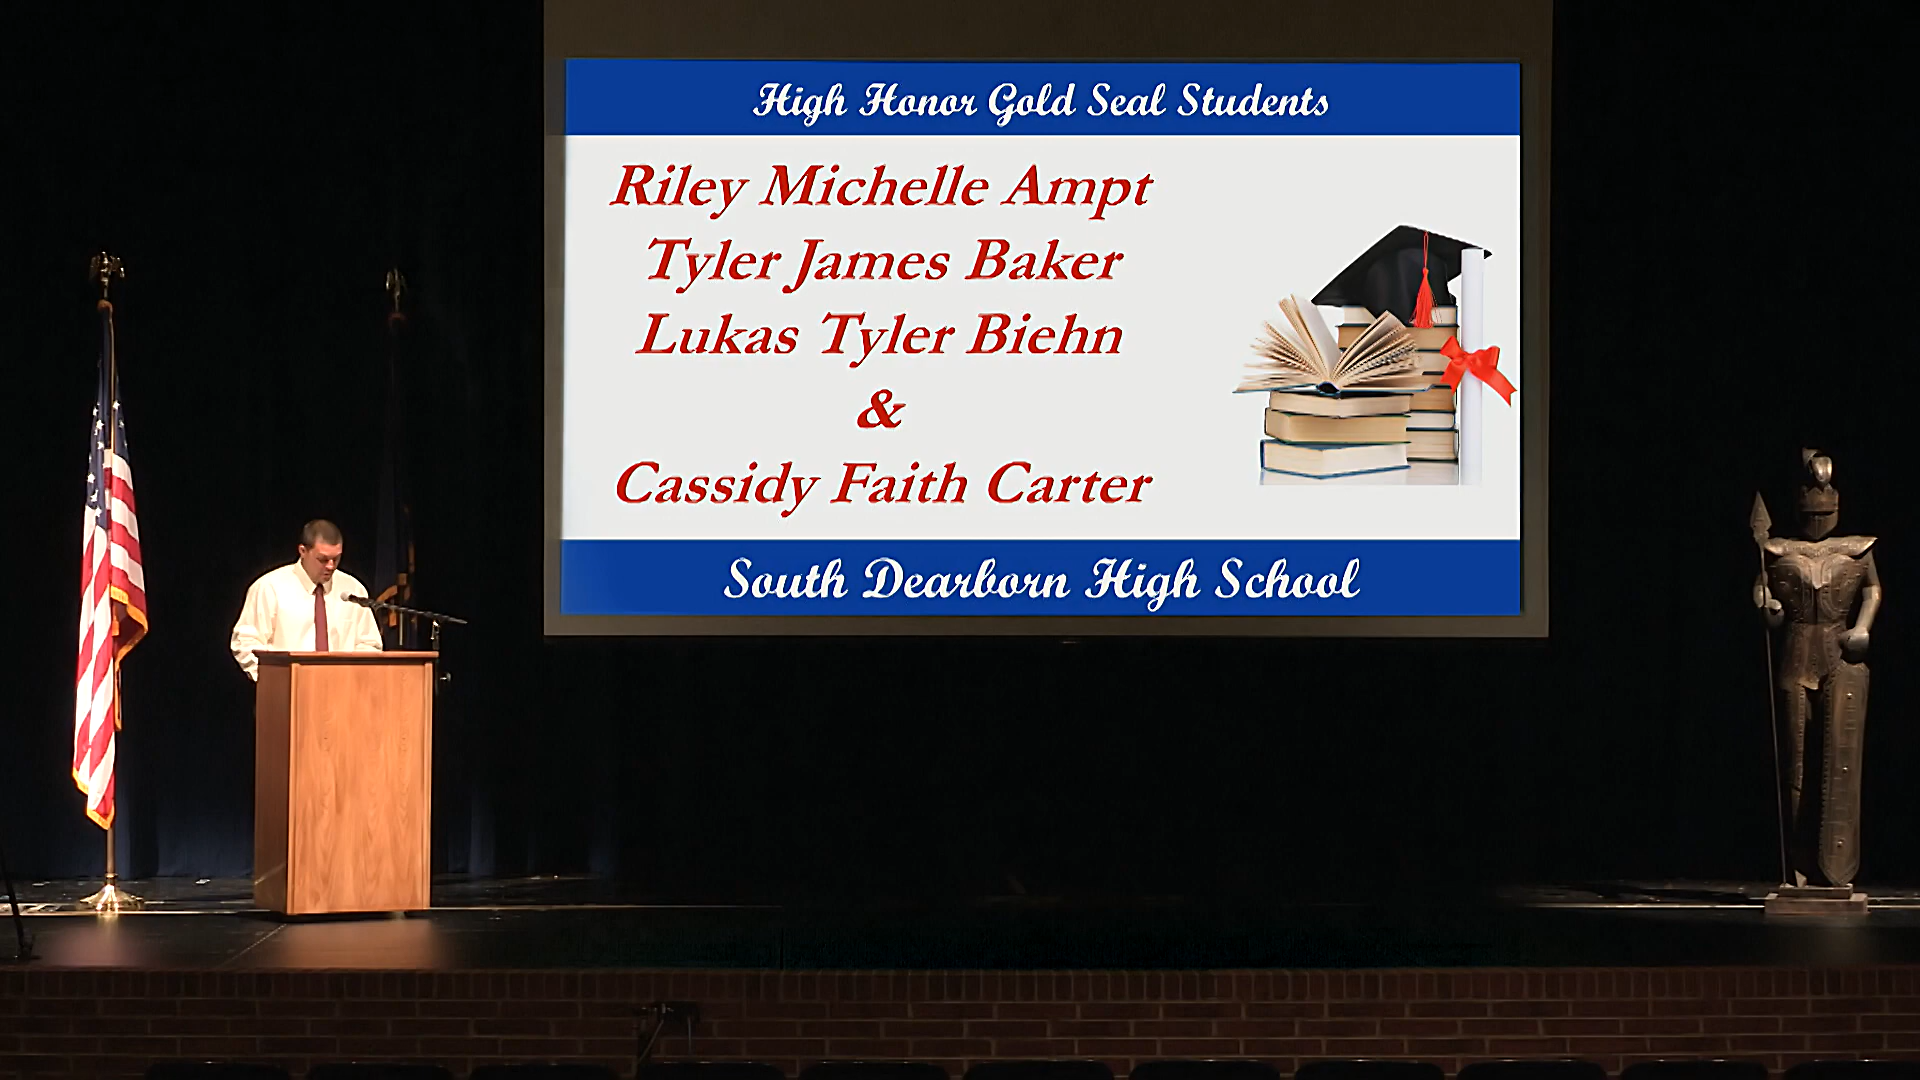 High Honor Gold Seal Students
Riley Michelle Ampt
Tyler James Baker
Lukas Tyler Biehn
&
Cassidy Faith Carter
South Dearborn High School